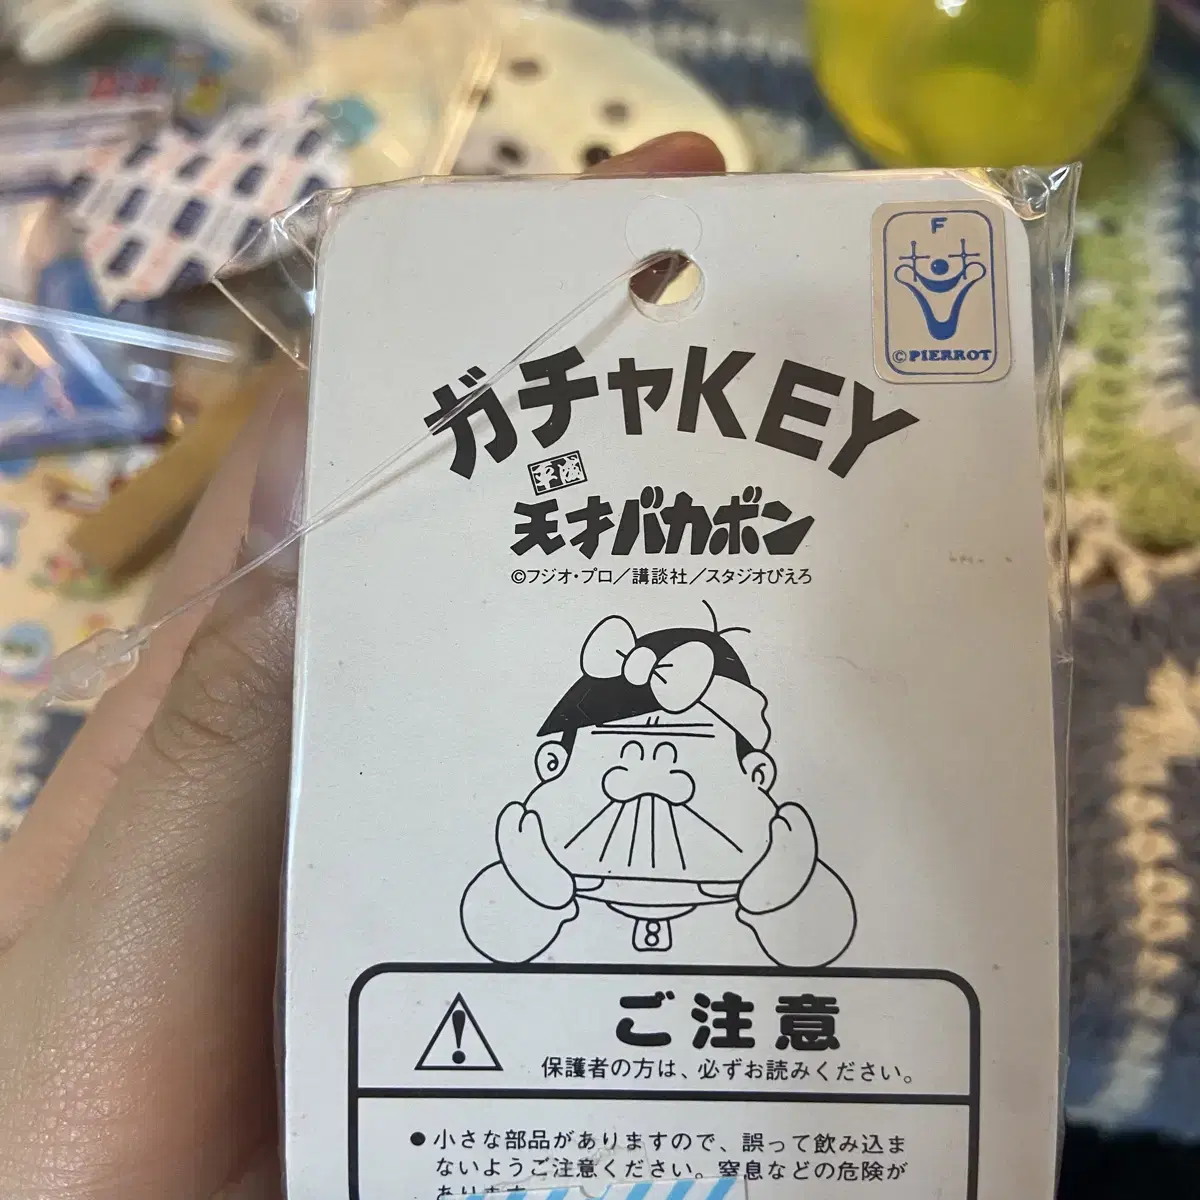 F
©PIERROT
ガチャKEY
平成
天才バカボン
©フジオ・プロ／講談社／スタジオぴえろ
8
ご注意
保護者の方は、必ずお読みください。
●小さな部品がありますので、誤って飲み込ま
ないようご注意ください。窒息などの危険が
あります。